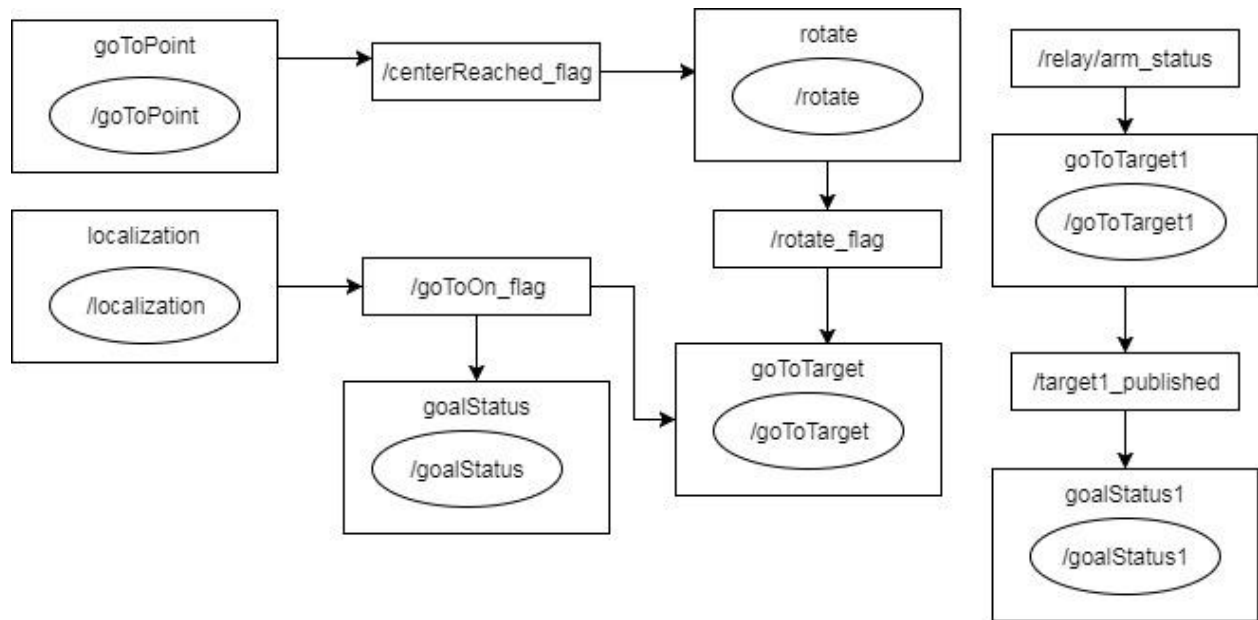 goToPoint
/goToPoint
/centerReached_flag
rotate
/rotate
/relay/arm_status
goToTarget1
/goToTarget1
localization
/localization
/goToOn_flag
/rotate_flag
goalStatus
/goalStatus
goToTarget
/goToTarget
/target1_published
goalStatus1
/goalStatus1